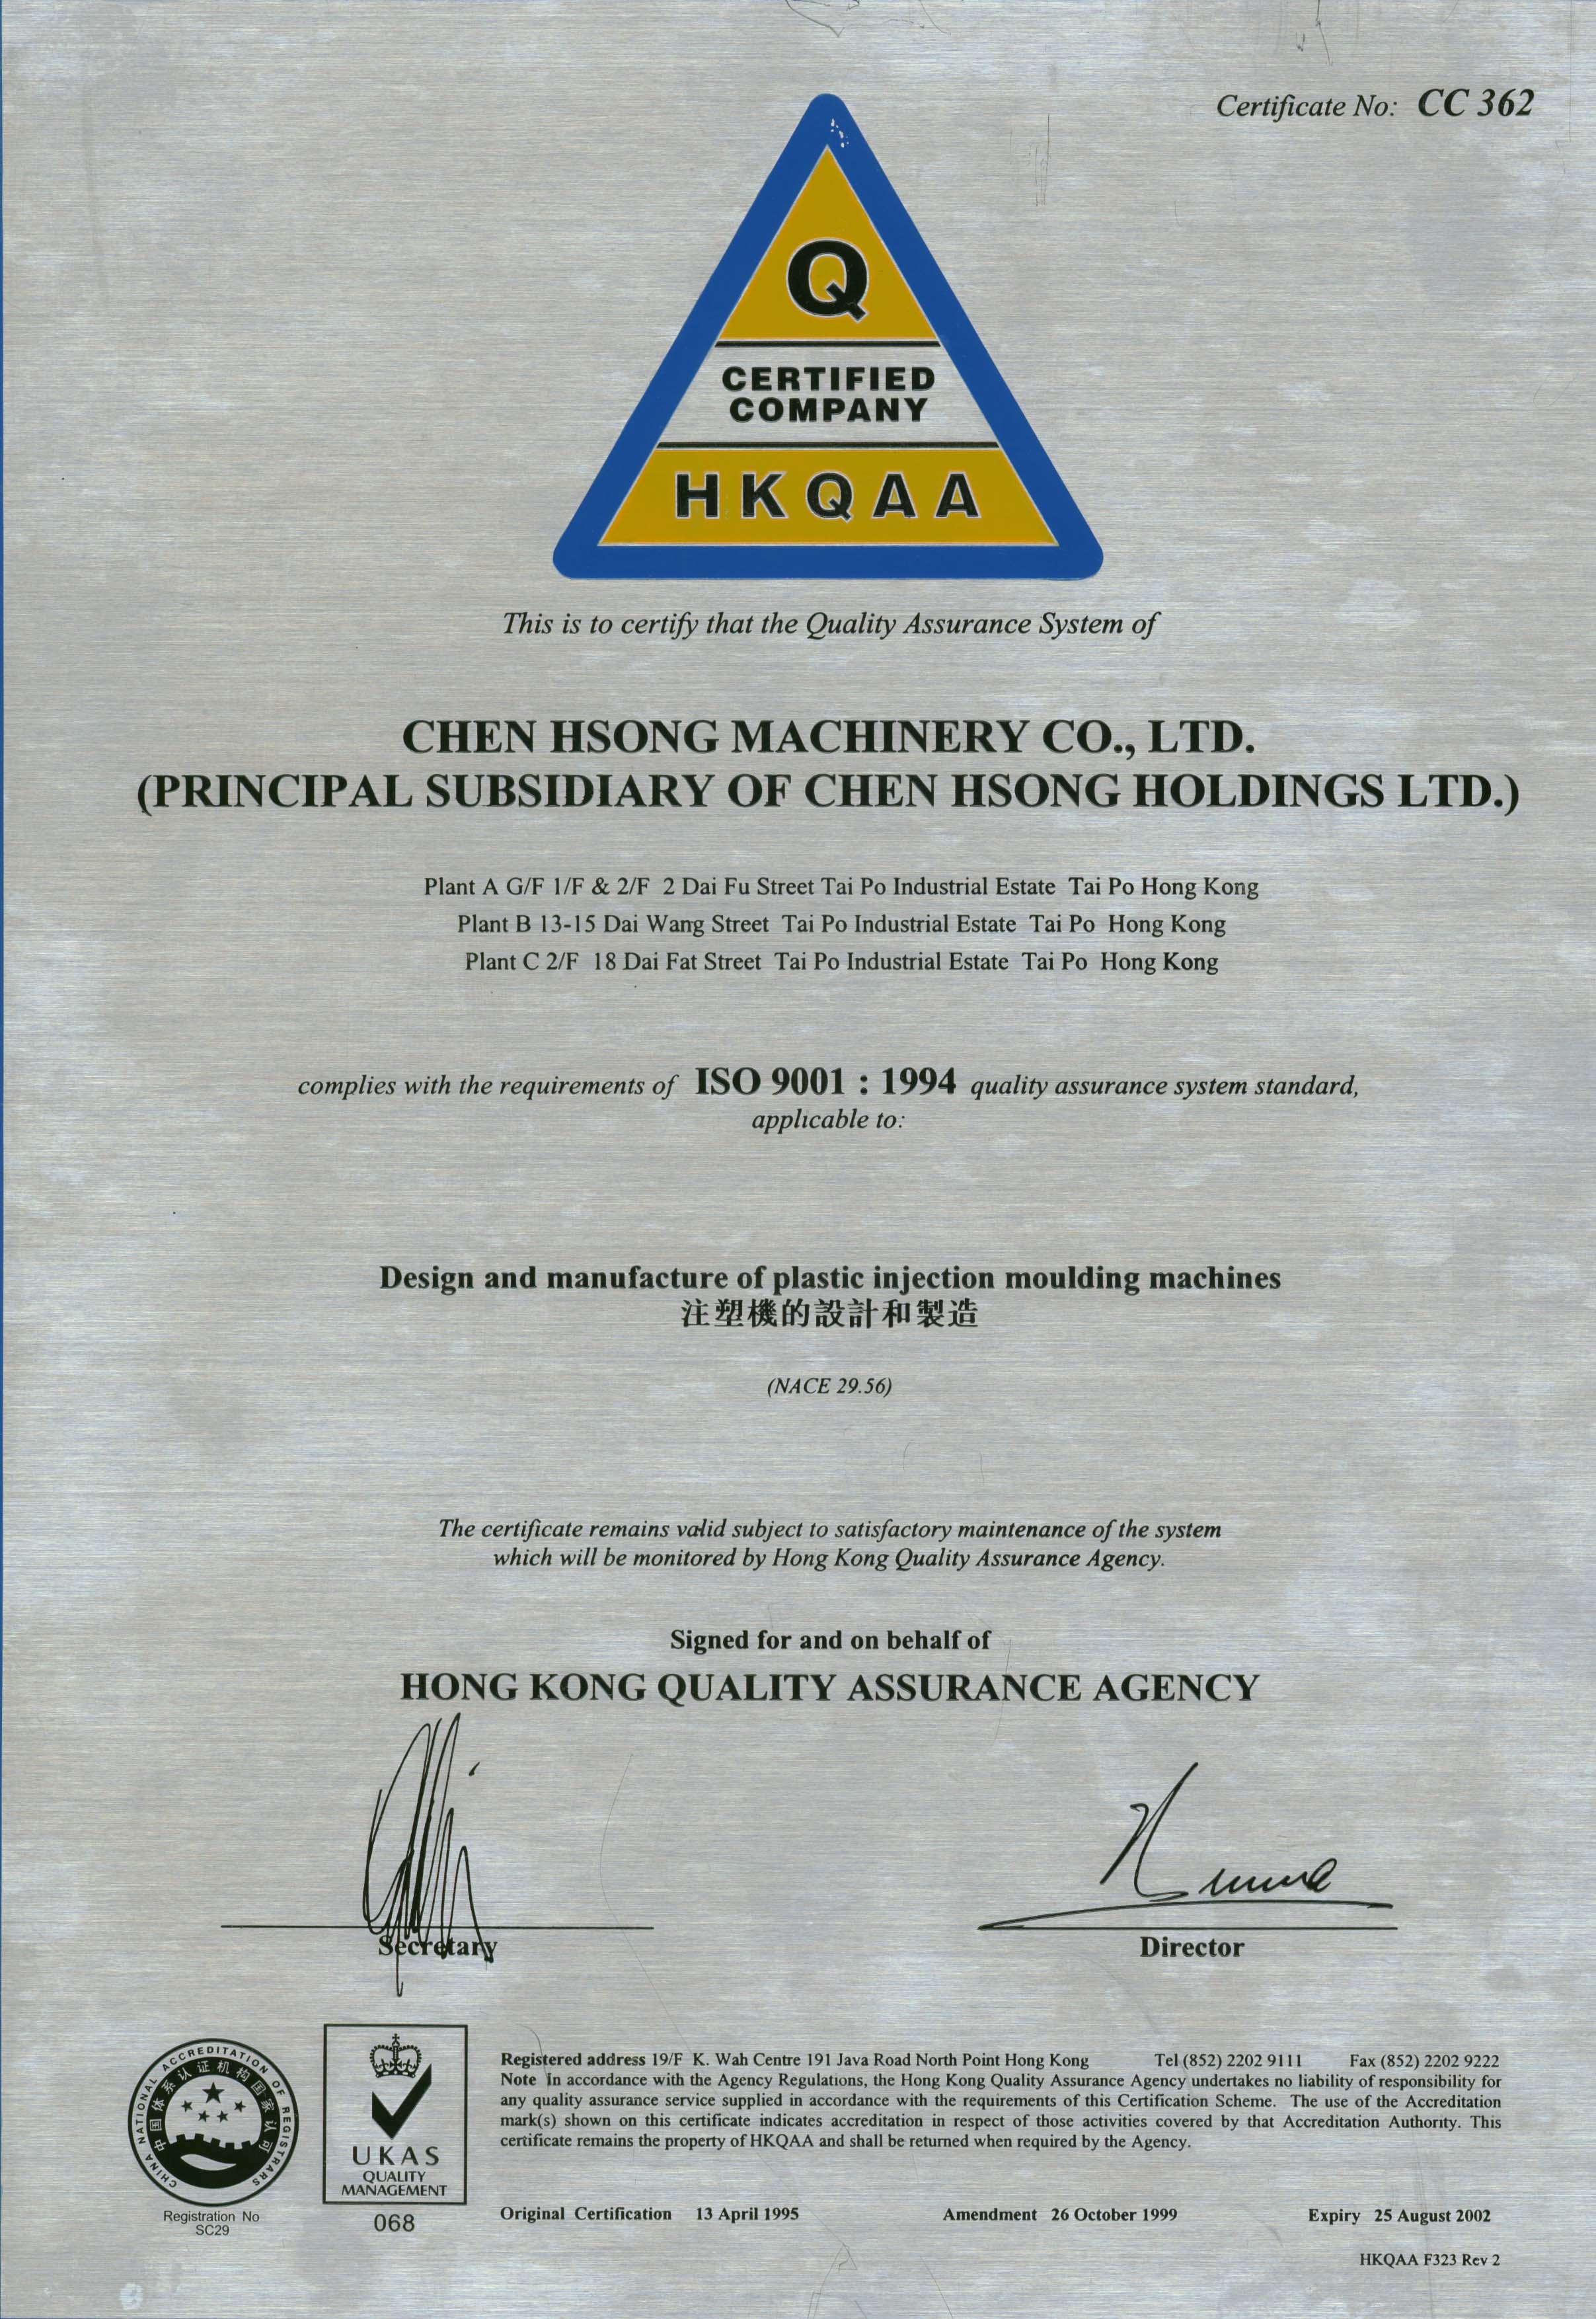 Certificate No: CC 362
Q
CERTIFIED
COMPANY
HKQAA
This is to certify that the Quality Assurance System of
CHEN HSONG MACHINERY CO., LTD.
(PRINCIPAL SUBSIDIARY OF CHEN HSONG HOLDINGS LTD.)
Plant A G/F 1/F & 2/F 2 Dai Fu Street Tai Po Industrial Estate Tai Po Hong Kong
Plant B 13-15 Dai Wang Street Tai Po Industrial Estate Tai Po Hong Kong
Plant C 2/F 18 Dai Fat Street Tai Po Industrial Estate Tai Po Hong Kong
complies with the requirements of ISO 9001 : 1994 quality assurance system standard,
applicable to:
Design and manufacture of plastic injection moulding machines
注塑機的設計和製造
(NACE 29.56)
The certificate remains valid subject to satisfactory maintenance of the system
which will be monitored by Hong Kong Quality Assurance Agency.
Signed for and on behalf of
HONG KONG QUALITY ASSURANCE AGENCY
Secretary
Director
CHINA NATIONAL ACCREDITATION OF REGISTRARS
中国体系认证机构国家认可
Registration No
SC29
UKAS
QUALITY
MANAGEMENT
068
Registered address 19/F K. Wah Centre 191 Java Road North Point Hong Kong Tel (852) 2202 9111 Fax (852) 2202 9222
Note In accordance with the Agency Regulations, the Hong Kong Quality Assurance Agency undertakes no liability of responsibility for
any quality assurance service supplied in accordance with the requirements of this Certification Scheme. The use of the Accreditation
mark(s) shown on this certificate indicates accreditation in respect of those activities covered by that Accreditation Authority. This
certificate remains the property of HKQAA and shall be returned when required by the Agency.
Original Certification 13 April 1995 Amendment 26 October 1999 Expiry 25 August 2002
HKQAA F323 Rev 2